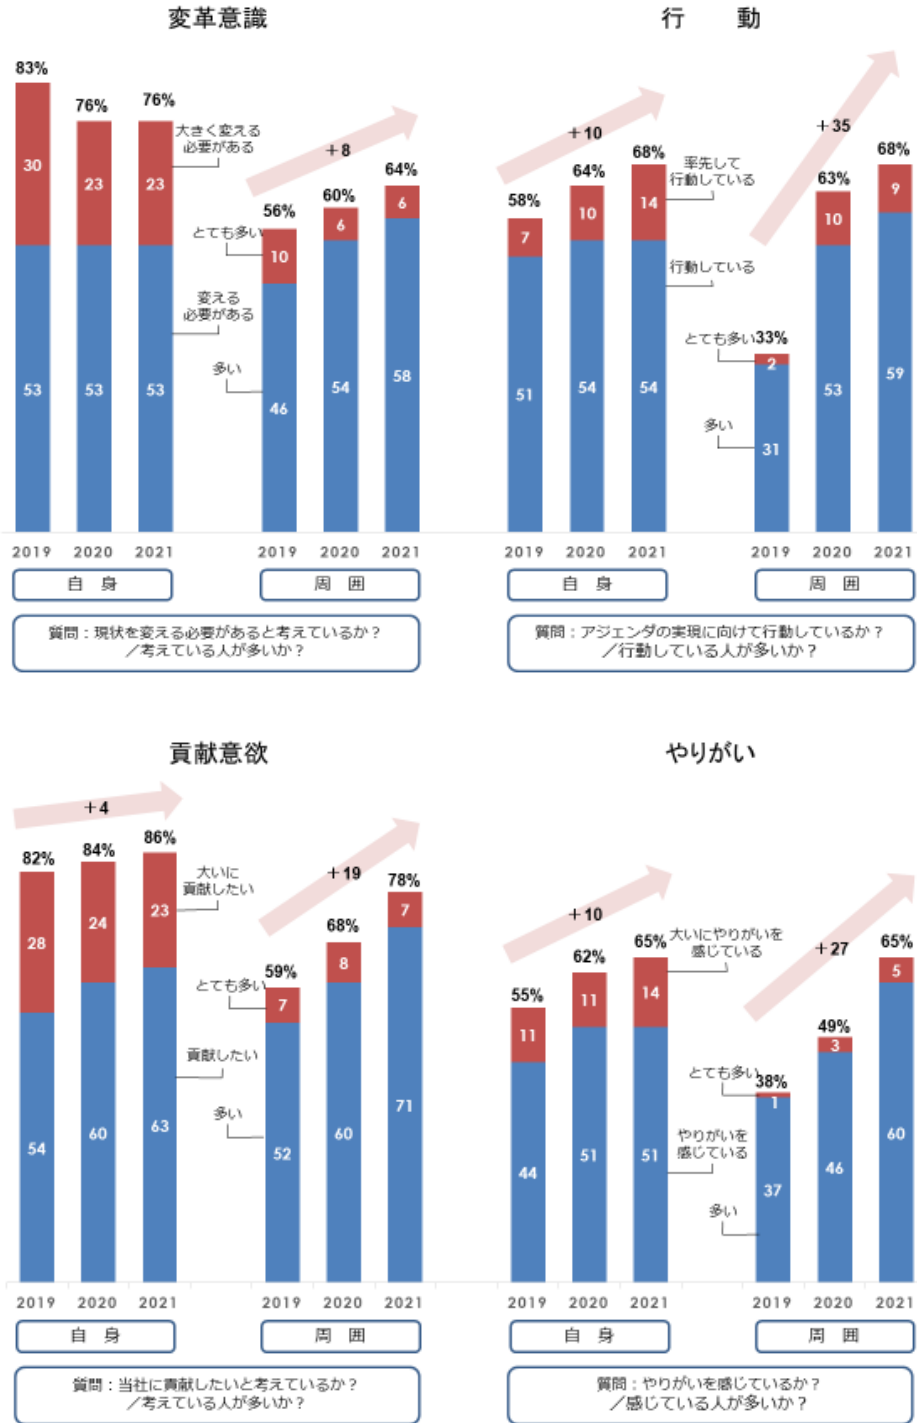 変革意識
行　動
83%
76%
76%
30
23
23
53
53
53
大きく変える
必要がある
変える
必要がある
+8
56%
60%
64%
10
6
6
46
54
58
とても多い
多い
+10
58%
64%
68%
7
10
14
51
54
54
率先して
行動している
行動している
+35
33%
63%
68%
2
10
9
31
53
59
とても多い
多い
2019 2020 2021
2019 2020 2021
2019 2020 2021
2019 2020 2021
自 身
周 囲
自 身
周 囲
質問：現状を変える必要があると考えているか？
／考えている人が多いか？
質問：アジェンダの実現に向けて行動しているか？
／行動している人が多いか？
貢献意欲
やりがい
+4
82%
84%
86%
28
24
23
54
60
63
大いに
貢献したい
貢献したい
+19
59%
68%
78%
7
8
7
52
60
71
とても多い
多い
+10
55%
62%
65%
11
11
14
44
51
51
大いにやりがいを
感じている
やりがいを
感じている
+27
38%
49%
65%
1
3
5
37
46
60
とても多い
多い
2019 2020 2021
2019 2020 2021
2019 2020 2021
2019 2020 2021
自 身
周 囲
自 身
周 囲
質問：当社に貢献したいと考えているか？
／考えている人が多いか？
質問：やりがいを感じているか？
／感じている人が多いか？